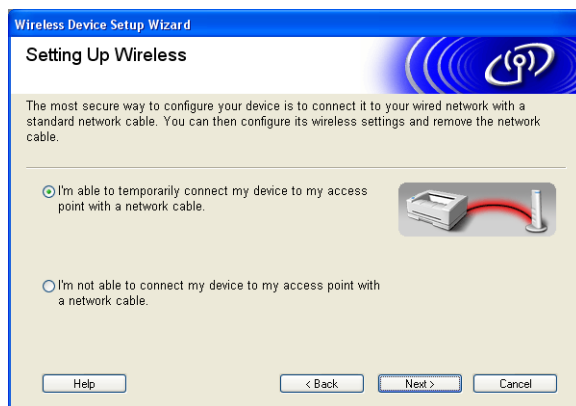 Wireless Device Setup Wizard
Setting Up Wireless
The most secure way to configure your device is to connect it to your wired network with a
standard network cable. You can then configure its wireless settings and remove the network
cable.
I'm able to temporarily connect my device to my access
point with a network cable.
I'm not able to connect my device to my access point with
a network cable.
Help
< Back
Next >
Cancel